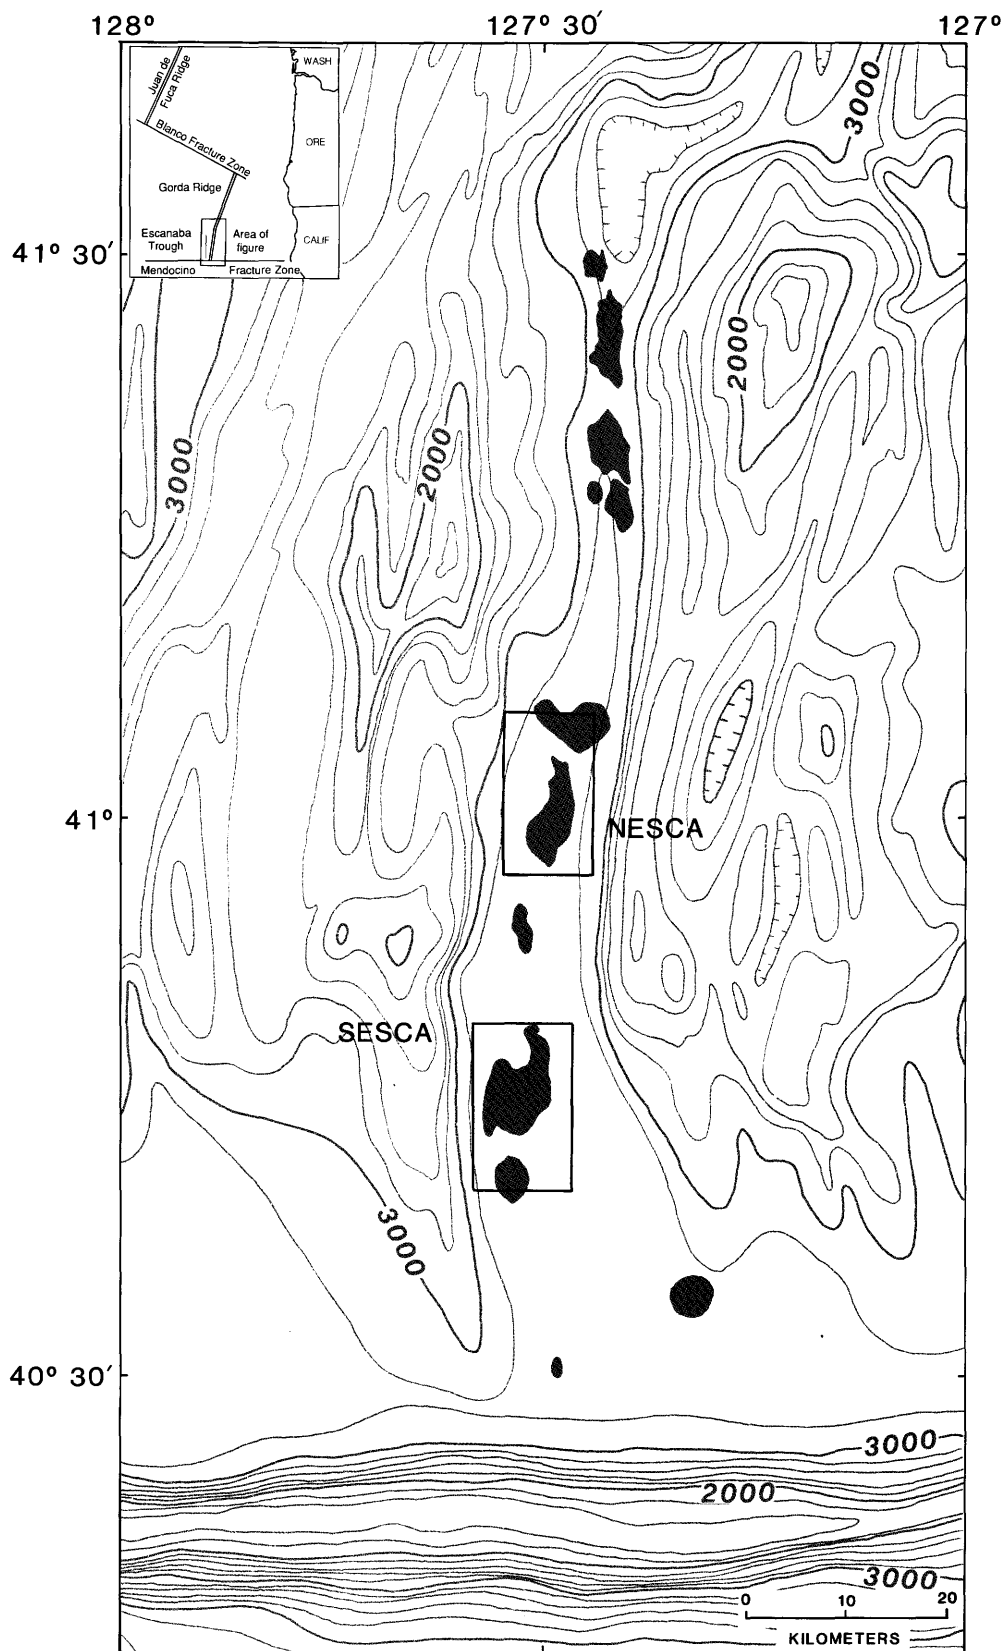 128° 127° 30′ 127°
Juan de
Fuca Ridge
WASH
Blanco Fracture Zone
ORE
Gorda Ridge
Escanaba
Trough
Area of
figure
CALIF
Mendocino Fracture Zone
3000
41° 30′
2000
3000
2000
41°
NESCA
SESCA
3000
40° 30′
3000
2000
3000
0 10 20
KILOMETERS